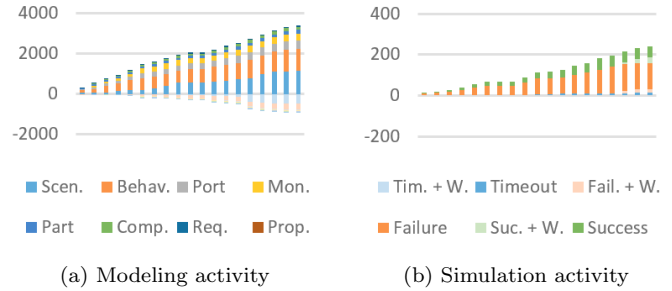 4000
2000
0
-2000
Scen. Behav. Port Mon.
Part Comp. Req. Prop.
(a) Modeling activity
400
200
0
-200
Tim. + W. Timeout Fail. + W.
Failure Suc. + W. Success
(b) Simulation activity